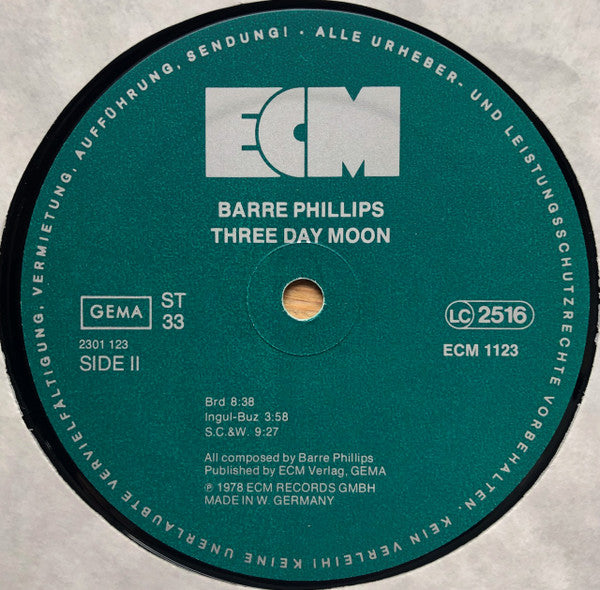 ALLE URHEBER- UND LEISTUNGSSCHUTZRECHTE VORBEHALTEN. KEIN VERLEIH! KEINE UNERLAUBTE VERVIELFÄLTIGUNG, VERMIETUNG, AUFFÜHRUNG, SENDUNG! ·
ECM
BARRE PHILLIPS
THREE DAY MOON
GEMA
ST
33
2301 123
SIDE II
LC 2516
ECM 1123
Brd 8:38
Ingul-Buz 3:58
S.C.&W. 9:27
All composed by Barre Phillips
Published by ECM Verlag, GEMA
℗ 1978 ECM RECORDS GMBH
MADE IN W. GERMANY